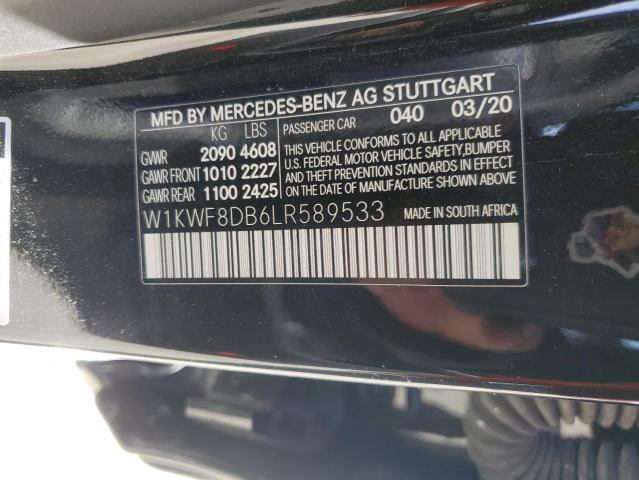 MFD BY MERCEDES-BENZ AG STUTTGART
KG LBS PASSENGER CAR 040 03/20
GVWR 2090 4608 THIS VEHICLE CONFORMS TO ALL APPLICABLE
GAWR FRONT 1010 2227 U.S. FEDERAL MOTOR VEHICLE SAFETY,BUMPER
GAWR REAR 1100 2425 AND THEFT PREVENTION STANDARDS IN EFFECT
ON THE DATE OF MANUFACTURE SHOWN ABOVE
W1KWF8DB6LR589533 MADE IN SOUTH AFRICA